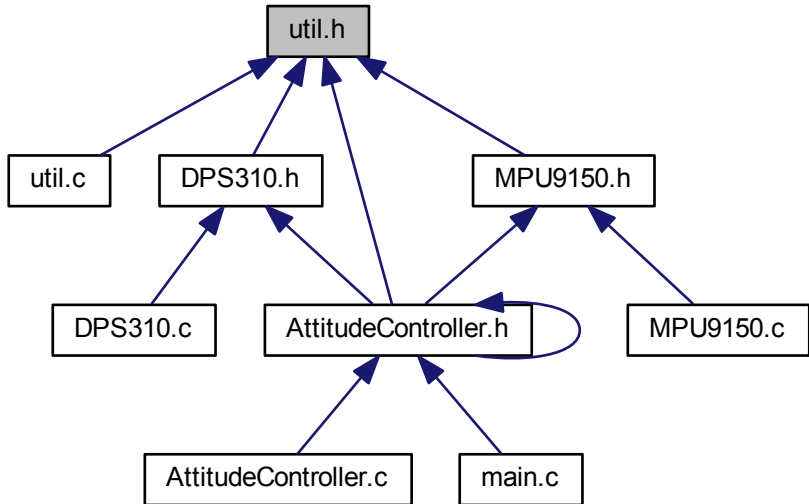 util.h
util.c
DPS310.h
MPU9150.h
DPS310.c
AttitudeController.h
MPU9150.c
AttitudeController.c
main.c